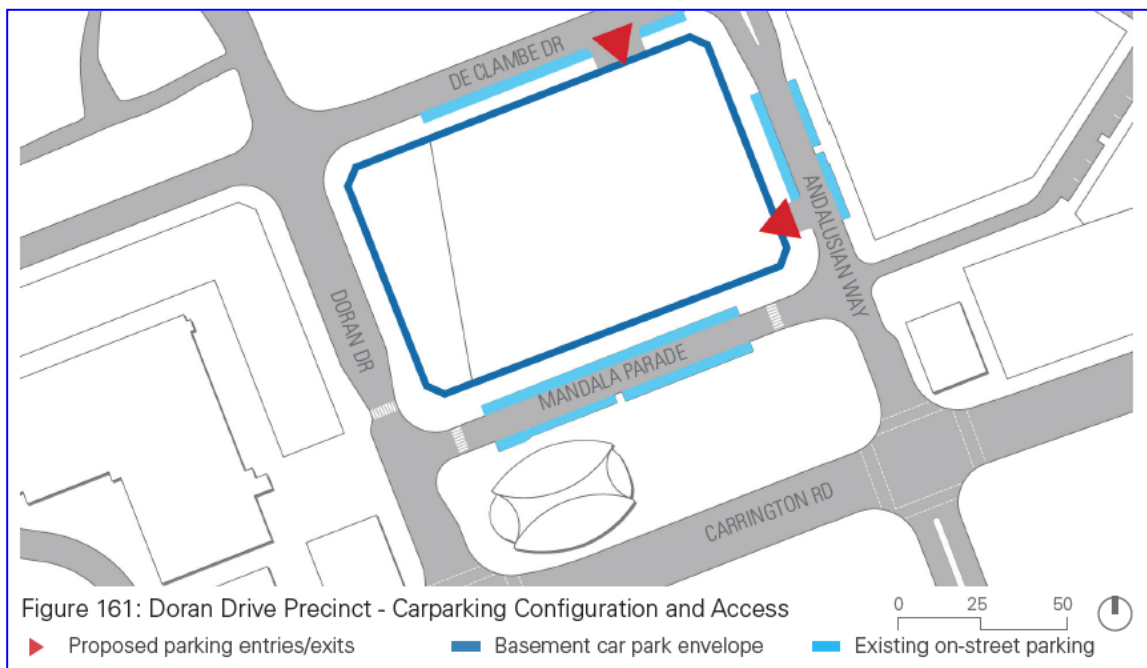 DE CLAMBE DR
ANDALUSIAN WAY
DORAN DR
MANDALA PARADE
CARRINGTON RD
Figure 161: Doran Drive Precinct - Carparking Configuration and Access
0 25 50
Proposed parking entries/exits
Basement car park envelope
Existing on-street parking